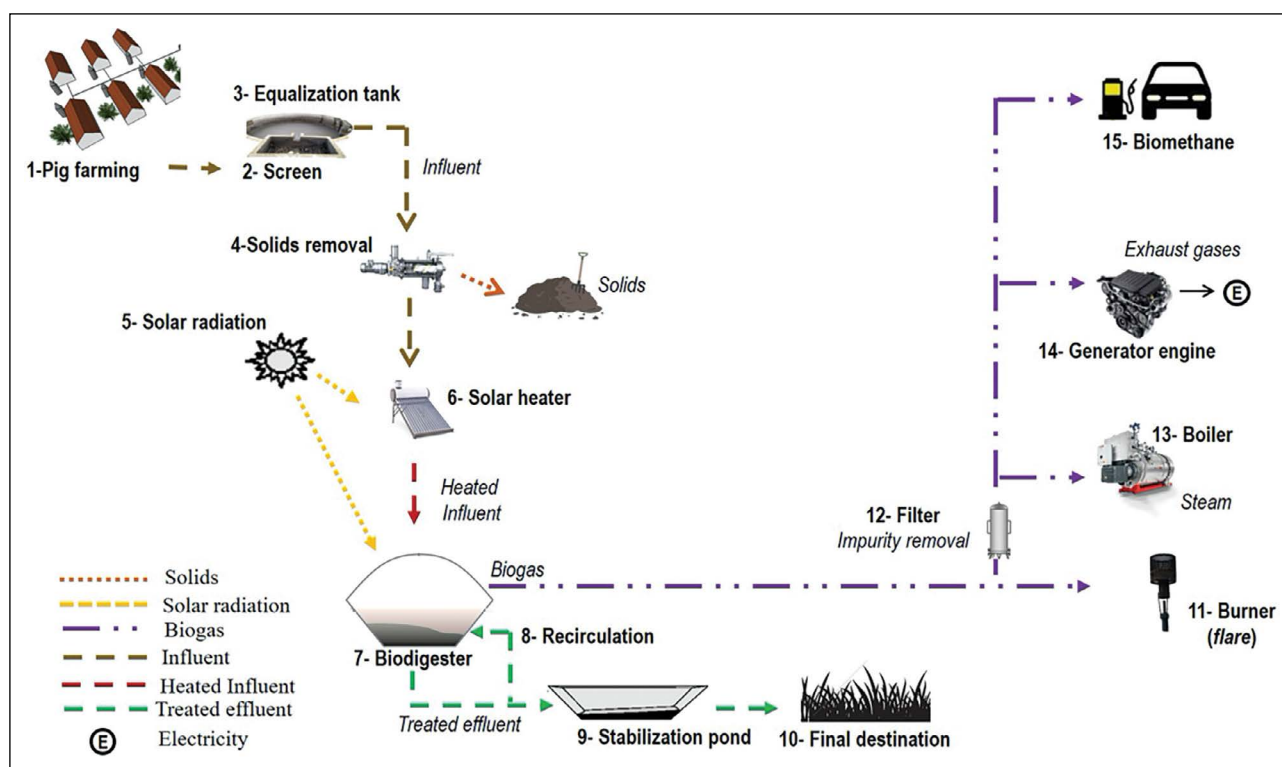 1-Pig farming
3- Equalization tank
2- Screen
Influent
4-Solids removal
Solids
5- Solar radiation
6- Solar heater
Heated
Influent
7- Biodigester
Biogas
8- Recirculation
Treated effluent
9- Stabilization pond
10- Final destination
11- Burner
(flare)
12- Filter
Impurity removal
13- Boiler
Steam
Exhaust gases
E
14- Generator engine
15- Biomethane
Solids
Solar radiation
Biogas
Influent
Heated Influent
Treated effluent
E Electricity